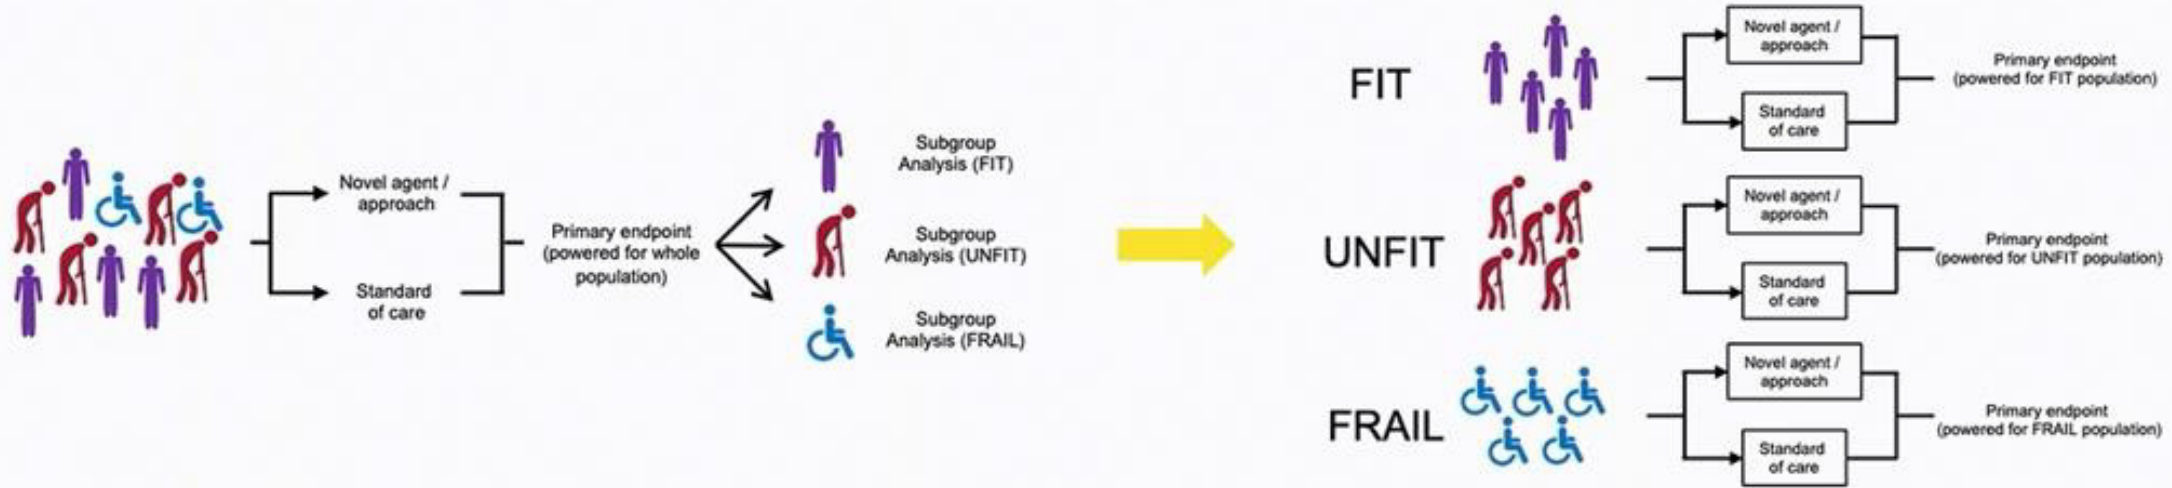 Novel agent /
approach
Standard
of care
Primary endpoint
(powered for whole
population)
Subgroup
Analysis (FIT)
Subgroup
Analysis (UNFIT)
Subgroup
Analysis (FRAIL)
FIT
Novel agent /
approach
Standard
of care
Primary endpoint
(powered for FIT population)
UNFIT
Novel agent /
approach
Standard
of care
Primary endpoint
(powered for UNFIT population)
FRAIL
Novel agent /
approach
Standard
of care
Primary endpoint
(powered for FRAIL population)